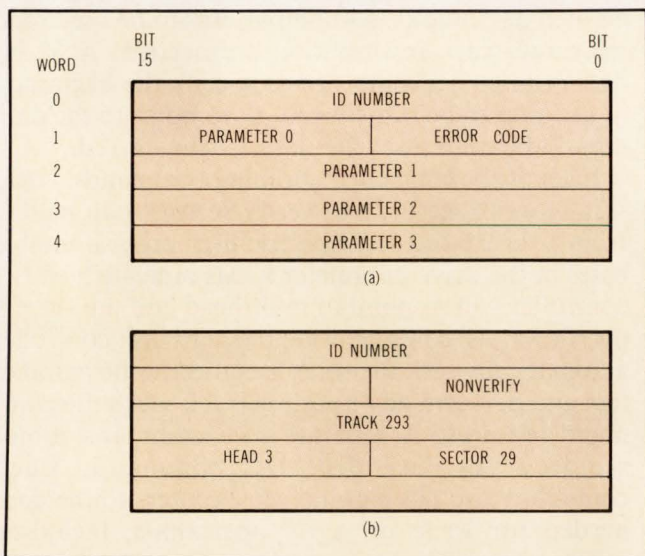 BIT BIT
WORD 15 0
0 ID NUMBER
1 PARAMETER 0 ERROR CODE
2 PARAMETER 1
3 PARAMETER 2
4 PARAMETER 3
(a)
ID NUMBER
NONVERIFY
TRACK 293
HEAD 3 SECTOR 29
(b)